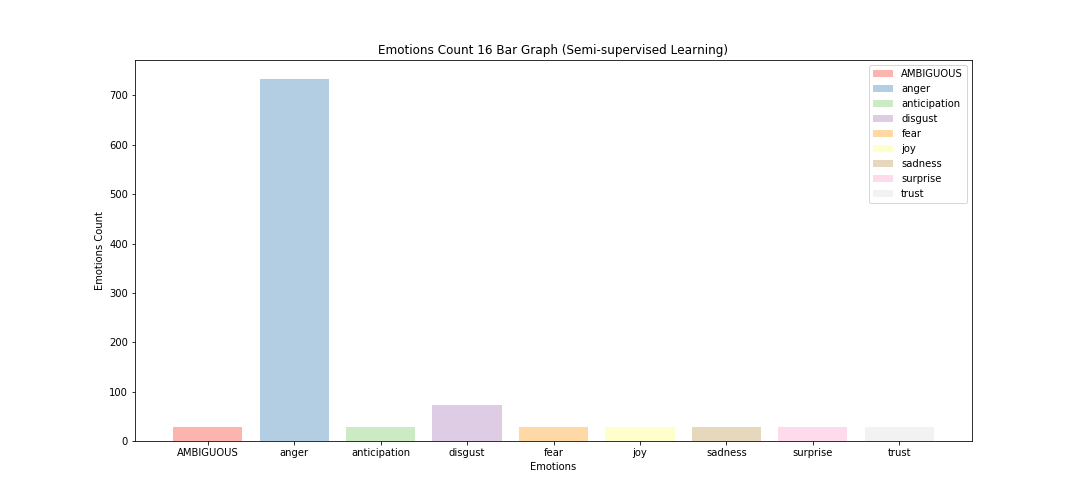 Emotions Count 16 Bar Graph (Semi-supervised Learning)
AMBIGUOUS
anger
anticipation
disgust
fear
joy
sadness
surprise
trust
Emotions Count
700
600
500
400
300
200
100
0
AMBIGUOUS anger anticipation disgust fear joy sadness surprise trust
Emotions